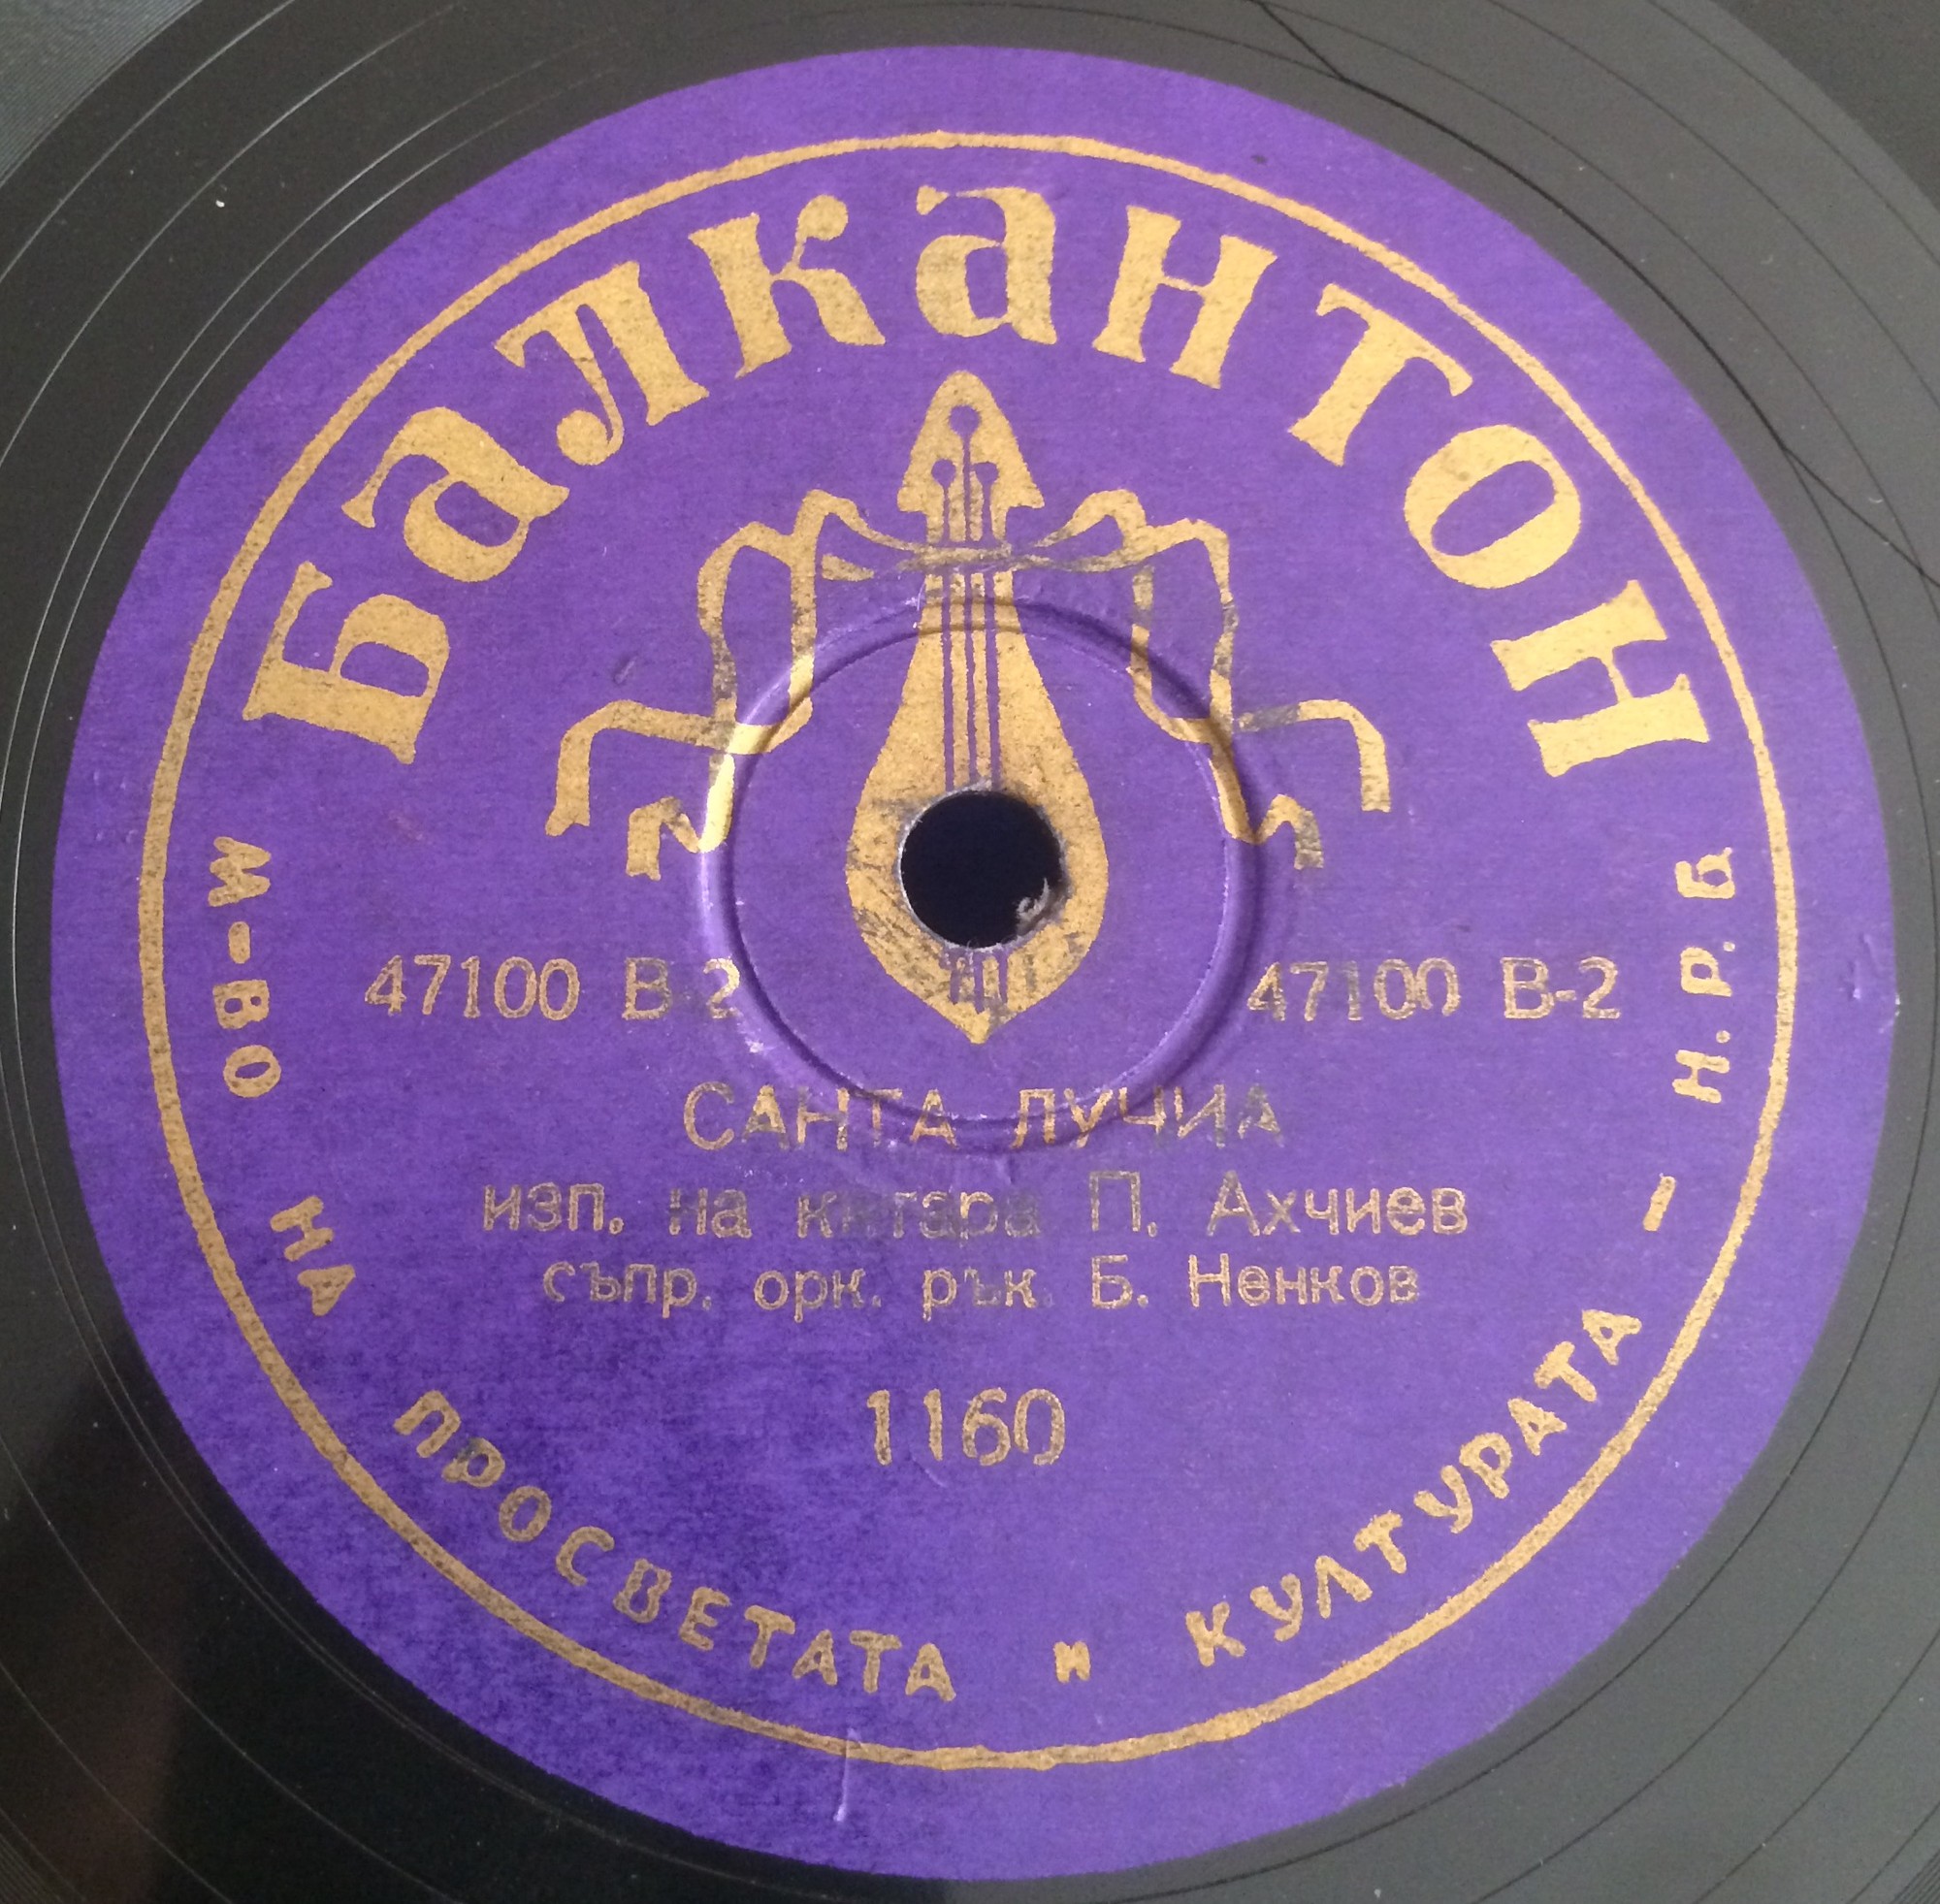 Балкантон
47100 В-2 47100 В-2
САНТА ЛУЧИА
изп. на китара П. Ахчиев
съпр. орк. рък. Б. Ненков
1160
М-ВО НА ПРОСВЕТАТА и КУЛТУРАТА – Н.Р.Б